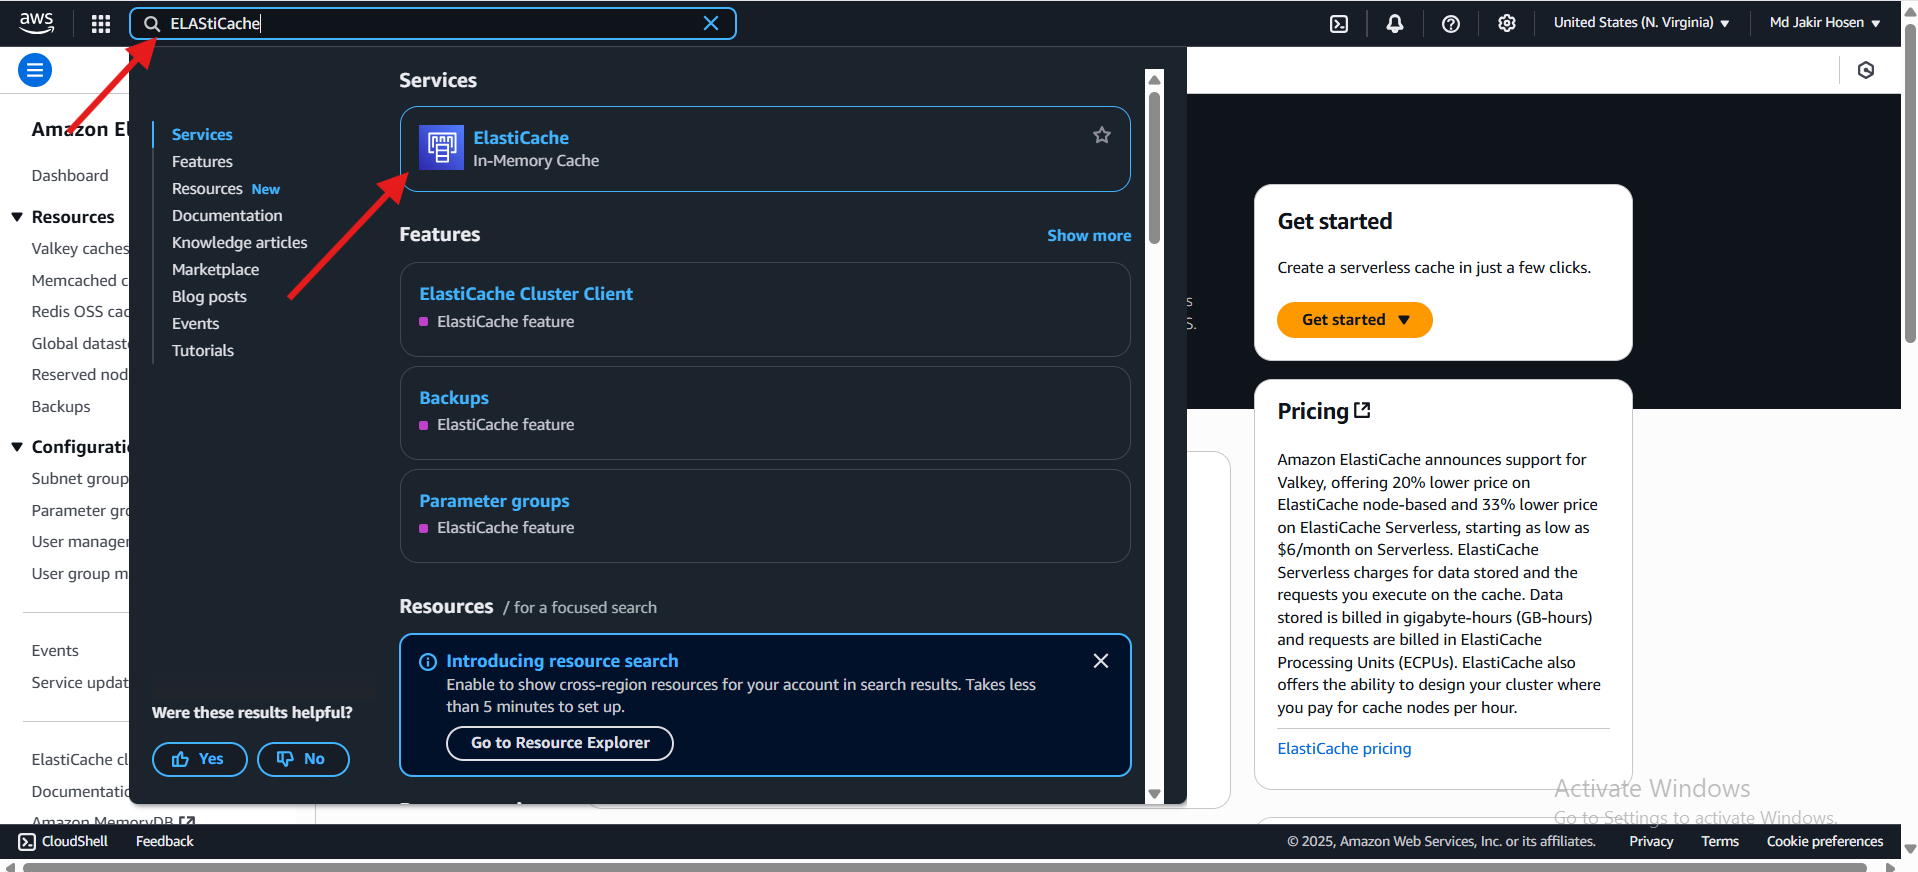 aws
ELAStiCache
United States (N. Virginia)
Md Jakir Hosen
Amazon El
Dashboard
Resources
Valkey caches
Memcached c
Redis OSS cac
Global datast
Reserved nod
Backups
Configurati
Subnet group
Parameter gr
User manager
User group m
Events
Service updat
ElastiCache cl
Documentati
Amazon MemoryDB
Services
Features
Resources New
Documentation
Knowledge articles
Marketplace
Blog posts
Events
Tutorials
Were these results helpful?
Yes
No
Services
ElastiCache
In-Memory Cache
Features
Show more
ElastiCache Cluster Client
ElastiCache feature
Backups
ElastiCache feature
Parameter groups
ElastiCache feature
Resources / for a focused search
Introducing resource search
Enable to show cross-region resources for your account in search results. Takes less
than 5 minutes to set up.
Go to Resource Explorer
s
S.
Get started
Create a serverless cache in just a few clicks.
Get started
Pricing
Amazon ElastiCache announces support for
Valkey, offering 20% lower price on
ElastiCache node-based and 33% lower price
on ElastiCache Serverless, starting as low as
$6/month on Serverless. ElastiCache
Serverless charges for data stored and the
requests you execute on the cache. Data
stored is billed in gigabyte-hours (GB-hours)
and requests are billed in ElastiCache
Processing Units (ECPUs). ElastiCache also
offers the ability to design your cluster where
you pay for cache nodes per hour.
ElastiCache pricing
Activate Windows
Go to Settings to activate Windows.
CloudShell
Feedback
© 2025, Amazon Web Services, Inc. or its affiliates.
Privacy
Terms
Cookie preferences